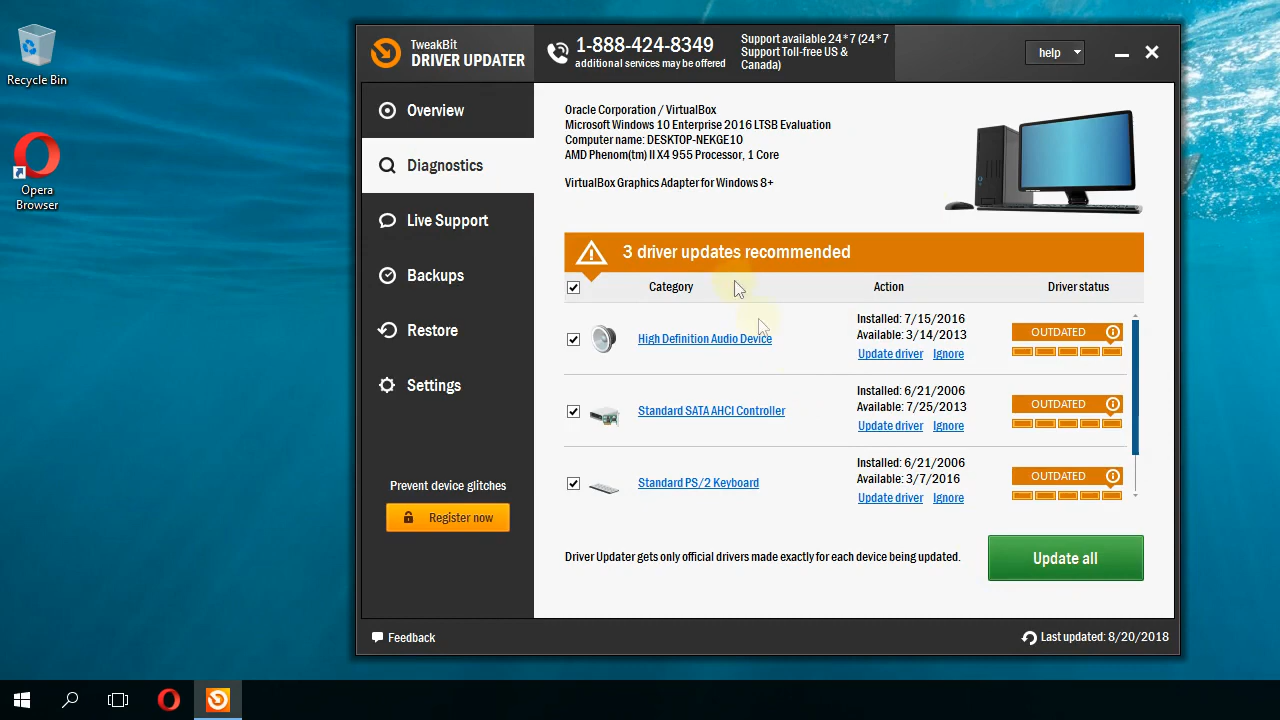 Recycle Bin
Opera
Browser
TweakBit
DRIVER UPDATER
1-888-424-8349
additional services may be offered
Support available 24*7 (24*7
Support Toll-free US &
Canada)
help
Overview
Diagnostics
Live Support
Backups
Restore
Settings
Prevent device glitches
Register now
Oracle Corporation / VirtualBox
Microsoft Windows 10 Enterprise 2016 LTSB Evaluation
Computer name: DESKTOP-NEKGE10
AMD Phenom(tm) II X4 955 Processor, 1 Core
VirtualBox Graphics Adapter for Windows 8+
3 driver updates recommended
Category Action Driver status
High Definition Audio Device
Installed: 7/15/2016
Available: 3/14/2013
Update driver Ignore
OUTDATED
Standard SATA AHCI Controller
Installed: 6/21/2006
Available: 7/25/2013
Update driver Ignore
OUTDATED
Standard PS/2 Keyboard
Installed: 6/21/2006
Available: 3/7/2016
Update driver Ignore
OUTDATED
Driver Updater gets only official drivers made exactly for each device being updated.
Update all
Feedback
Last updated: 8/20/2018